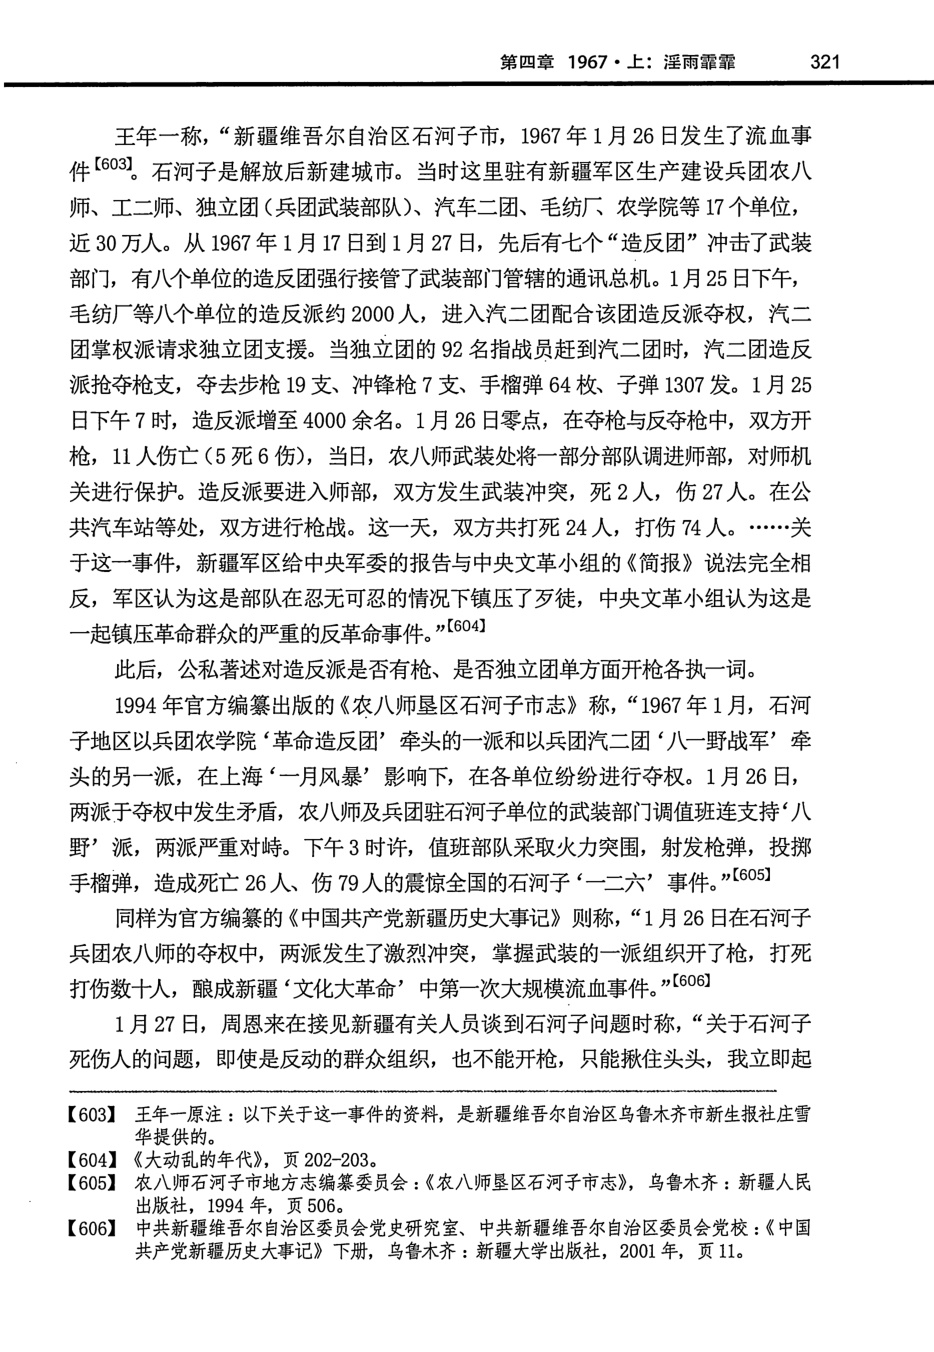 第四章 1967·上：淫雨霏霏 321
王年一称，“新疆维吾尔自治区石河子市，1967年1月26日发生了流血事
件【603】。石河子是解放后新建城市。当时这里驻有新疆军区生产建设兵团农八
师、工二师、独立团（兵团武装部队）、汽车二团、毛纺厂、农学院等17个单位，
近30万人。从1967年1月17日到1月27日，先后有七个“造反团”冲击了武装
部门，有八个单位的造反团强行接管了武装部门管辖的通讯总机。1月25日下午，
毛纺厂等八个单位的造反派约2000人，进入汽二团配合该团造反派夺权，汽二
团掌权派请求独立团支援。当独立团的92名指战员赶到汽二团时，汽二团造反
派抢夺枪支，夺去步枪19支、冲锋枪7支、手榴弹64枚、子弹1307发。1月25
日下午7时，造反派增至4000余名。1月26日零点，在夺枪与反夺枪中，双方开
枪，11人伤亡（5死6伤），当日，农八师武装处将一部分部队调进师部，对师机
关进行保护。造反派要进入师部，双方发生武装冲突，死2人，伤27人。在公
共汽车站等处，双方进行枪战。这一天，双方共打死24人，打伤74人。……关
于这一事件，新疆军区给中央军委的报告与中央文革小组的《简报》说法完全相
反，军区认为这是部队在忍无可忍的情况下镇压了歹徒，中央文革小组认为这是
一起镇压革命群众的严重的反革命事件。”【604】
此后，公私著述对造反派是否有枪、是否独立团单方面开枪各执一词。
1994年官方编纂出版的《农八师垦区石河子市志》称，“1967年1月，石河
子地区以兵团农学院‘革命造反团’牵头的一派和以兵团汽二团‘八一野战军’牵
头的另一派，在上海‘一月风暴’影响下，在各单位纷纷进行夺权。1月26日，
两派于夺权中发生矛盾，农八师及兵团驻石河子单位的武装部门调值班连支持‘八
野’派，两派严重对峙。下午3时许，值班部队采取火力突围，射发枪弹，投掷
手榴弹，造成死亡26人、伤79人的震惊全国的石河子‘一二六’事件。”【605】
同样为官方编纂的《中国共产党新疆历史大事记》则称，“1月26日在石河子
兵团农八师的夺权中，两派发生了激烈冲突，掌握武装的一派组织开了枪，打死
打伤数十人，酿成新疆‘文化大革命’中第一次大规模流血事件。”【606】
1月27日，周恩来在接见新疆有关人员谈到石河子问题时称，“关于石河子
死伤人的问题，即使是反动的群众组织，也不能开枪，只能揪住头头，我立即起
【603】 王年一原注：以下关于这一事件的资料，是新疆维吾尔自治区乌鲁木齐市新生报社庄雪
华提供的。
【604】《大动乱的年代》，页202-203。
【605】 农八师石河子市地方志编纂委员会：《农八师垦区石河子市志》，乌鲁木齐：新疆人民
出版社，1994年，页506。
【606】 中共新疆维吾尔自治区委员会党史研究室、中共新疆维吾尔自治区委员会党校：《中国
共产党新疆历史大事记》下册，乌鲁木齐：新疆大学出版社，2001年，页11。